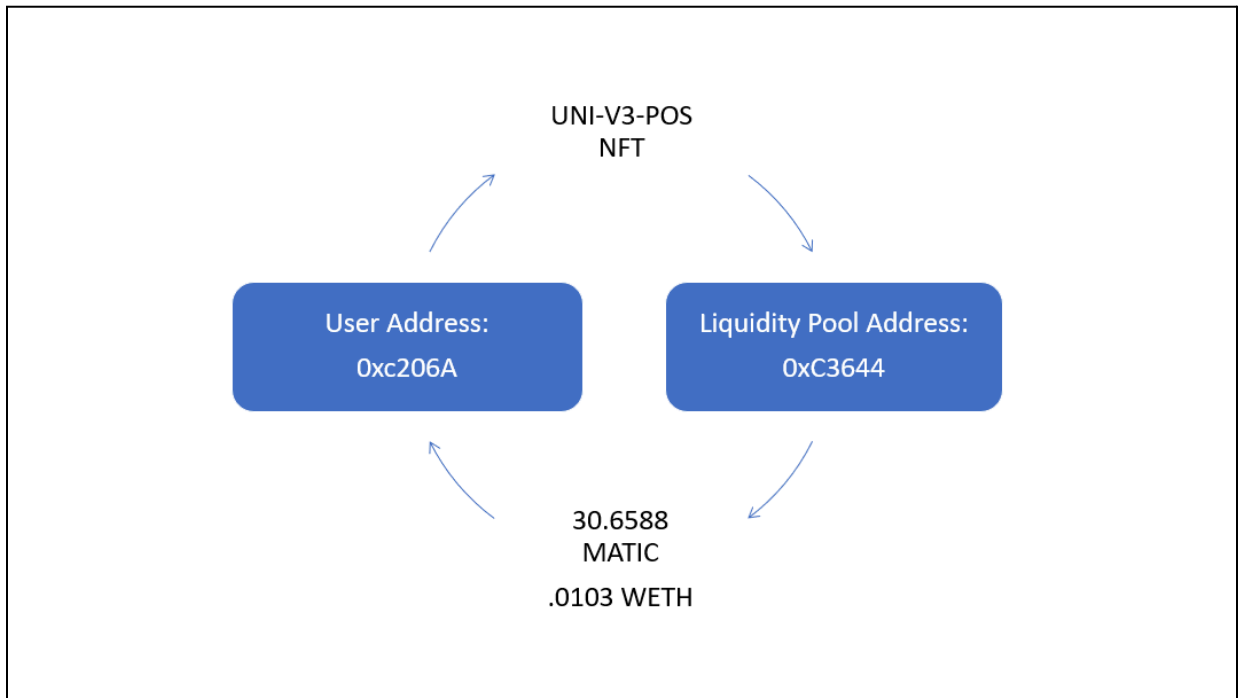 UNI-V3-POS
NFT
User Address:
0xc206A
Liquidity Pool Address:
0xC3644
30.6588
MATIC
.0103 WETH